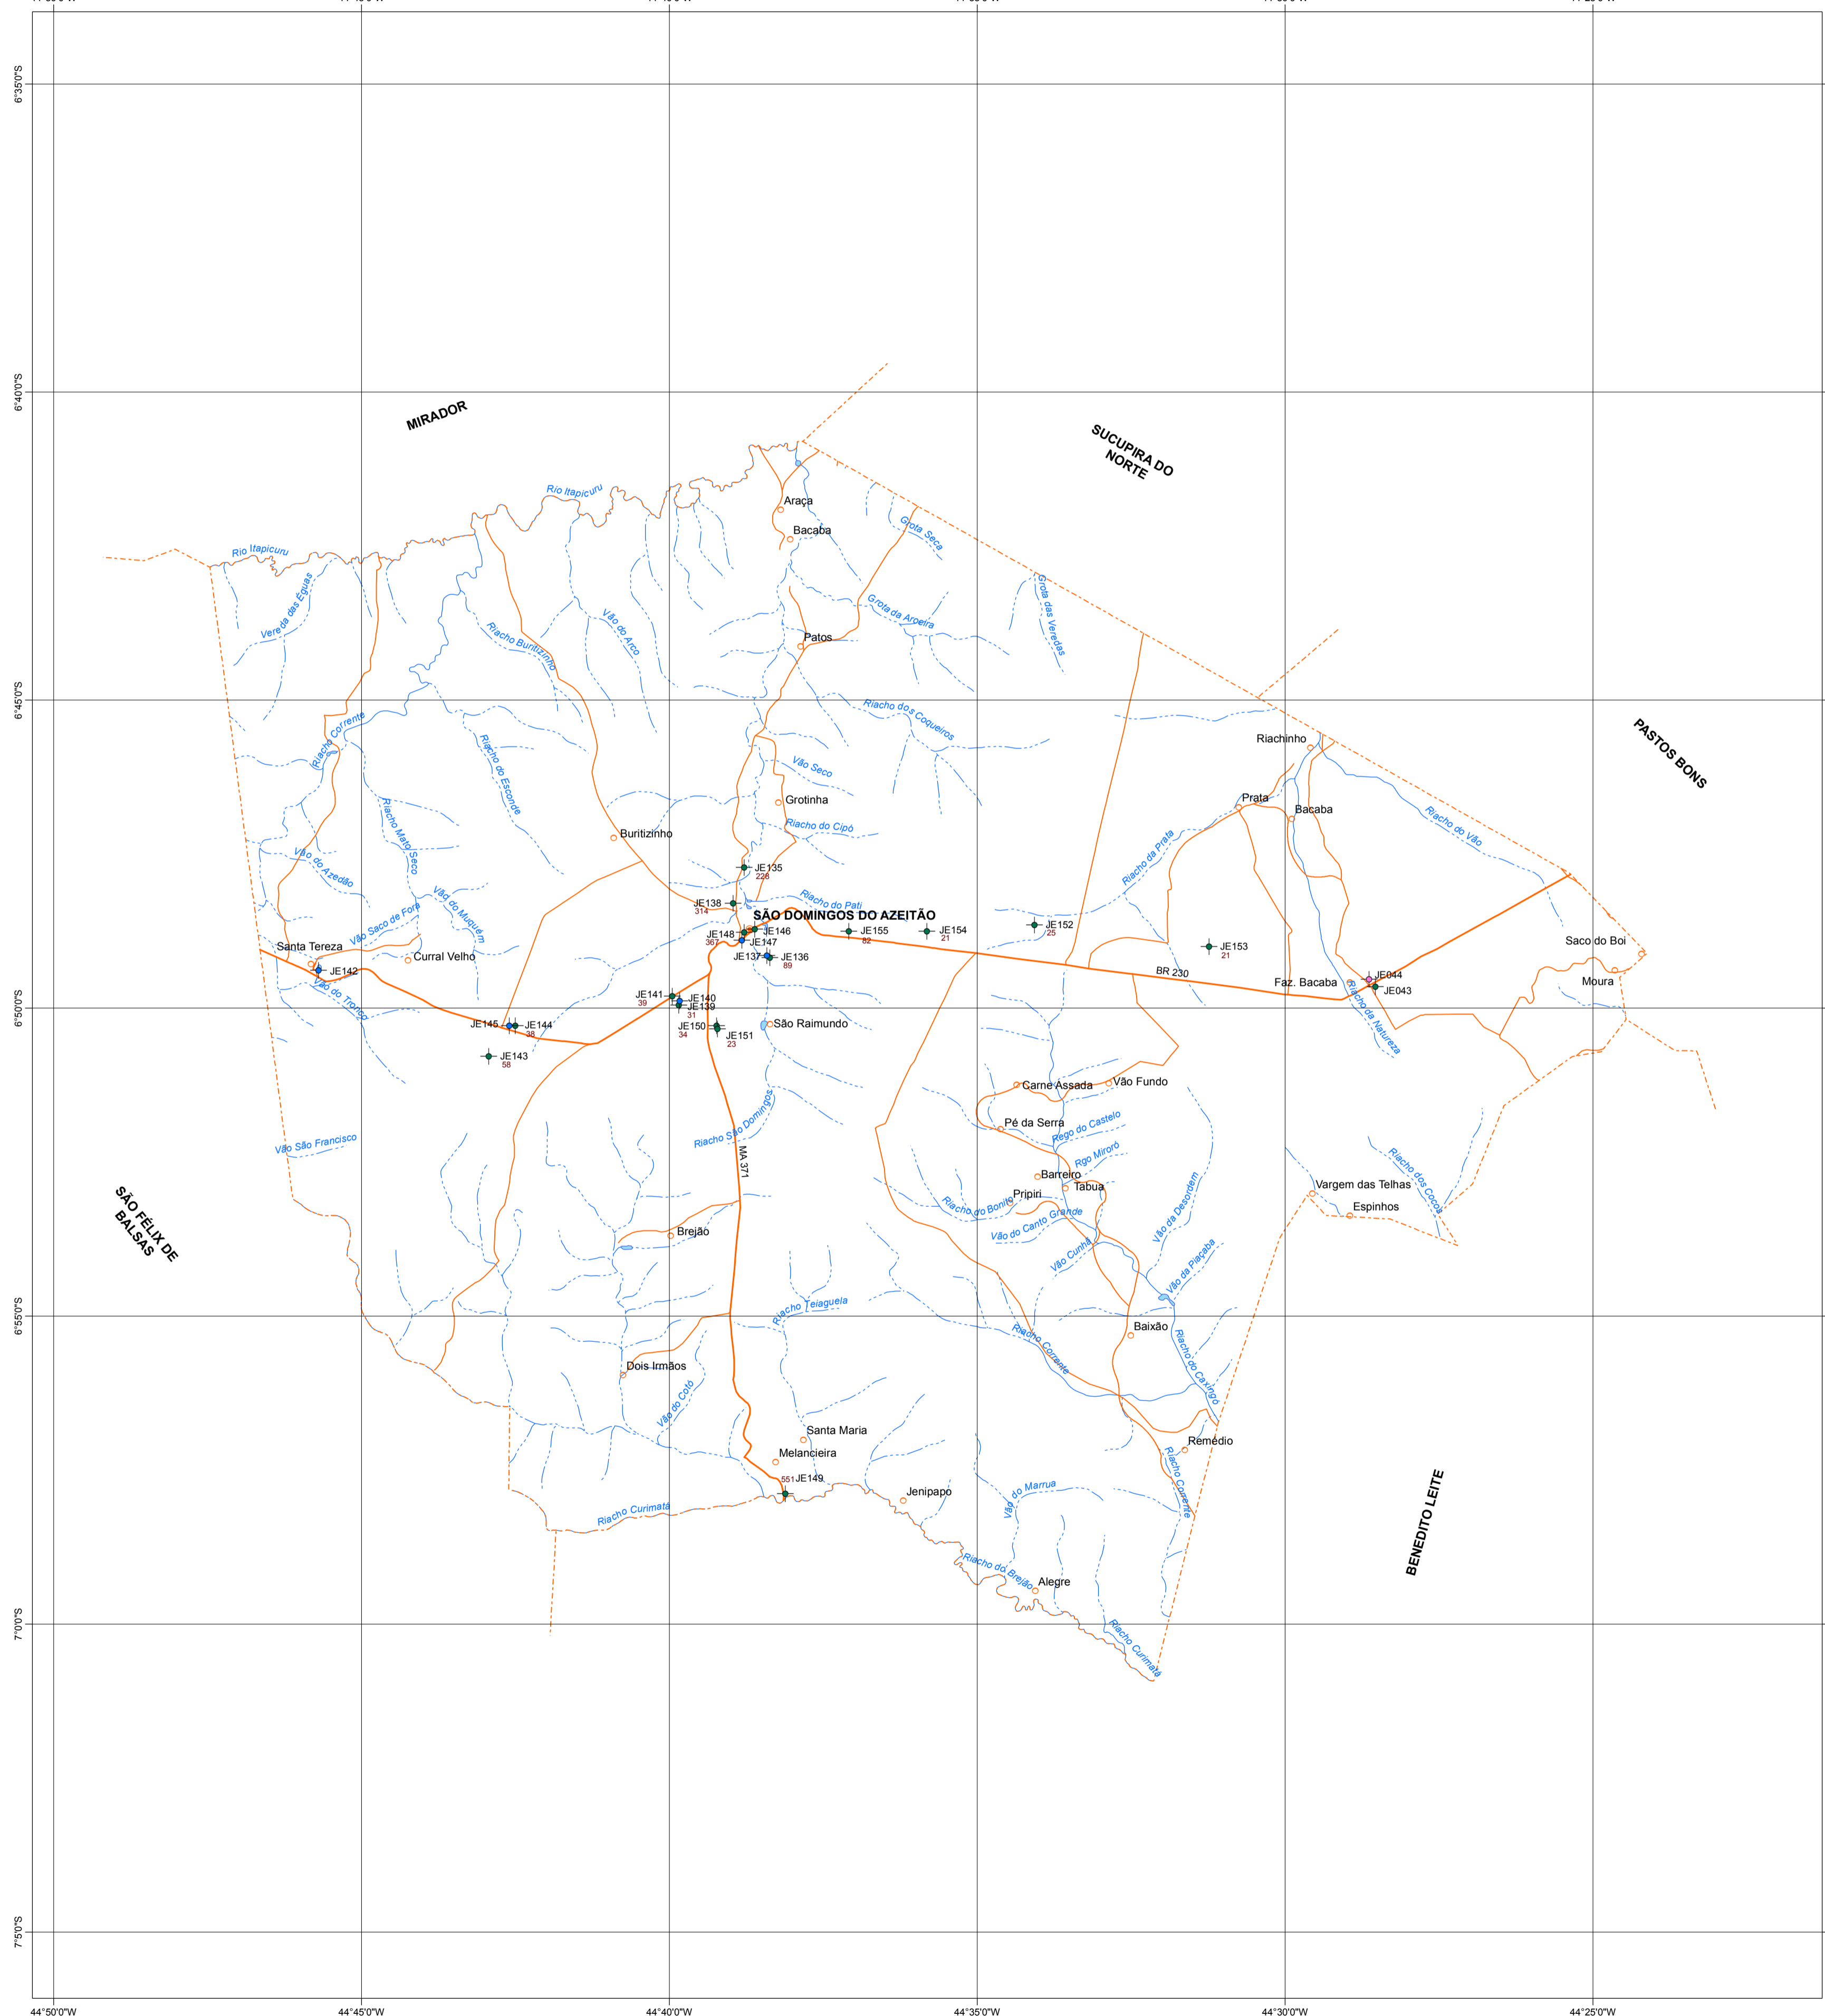 6°35'0"S
6°40'0"S
MIRADOR
SUCUPIRA DO
NORTE
Rio Itapicuru
Araça
Bacaba
Grota Seca
Rio Itapicuru
Vereda das Éguas
Grota das Veredas
Grota da Aroeira
Vão do Arco
Riacho Buritizinho
Patos
6°45'0"S
Riacho Corrente
Riacho dos Coqueiros
Riachinho
PASTOS BONS
Riacho do Esconde
Vão Seco
Grotinha
Prata
Bacaba
Riacho do Vão
Riacho do Cipó
Riacho Mato Seco
Buritizinho
Riacho da Prata
Vão do Azedão
JE135
228
Vão do Muquém
Riacho do Pati
JE138
314
Vão Saco de Fora
SÃO DOMINGOS DO AZEITÃO
JE148
367
JE146
JE147
JE155
82
JE154
21
JE152
25
JE153
21
Santa Tereza
Curral Velho
JE137
JE136
89
Saco do Boi
JE142
BR 230
JE044
JE043
Faz. Bacaba
Moura
Vão do Tronco
JE141
39
JE140
JE139
31
6°50'0"S
Riacho da Natureza
JE145
JE144
38
JE150
34
JE151
23
São Raimundo
JE143
58
Carne Assada
Vão Fundo
Riacho São Domingos
Pé da Serra
Rego do Castelo
Vão São Francisco
MA 371
Rgo Miroró
Riacho dos Cocos
Barreiro
Tabua
Pripiri
Vargem das Telhas
Espinhos
SÃO FÉLIX DE
BALSAS
Riacho do Bonito
Vão do Canto Grande
Vão da Desordem
Brejão
Vão Cunhã
Vão da Piaçaba
6°55'0"S
Riacho Teiaguela
Baixão
Riacho Corrente
Riacho do Caxingó
Dois Irmãos
Vão do Cotó
Santa Maria
Melancieira
Remédio
551 JE149
Jenipapo
Vão do Marrua
Riacho Corrente
Riacho Curimatá
BENEDITO LEITE
Riacho do Brejão
Alegre
7°0'0"S
Riacho Curimatá
7°5'0"S
44°50'0"W 44°45'0"W 44°40'0"W 44°35'0"W 44°30'0"W 44°25'0"W